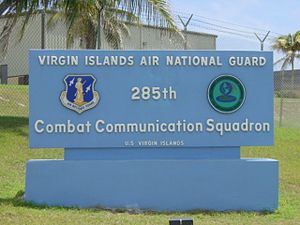 VIRGIN ISLANDS AIR NATIONAL GUARD
285th
Combat Communication Squadron
U.S. VIRGIN ISLANDS